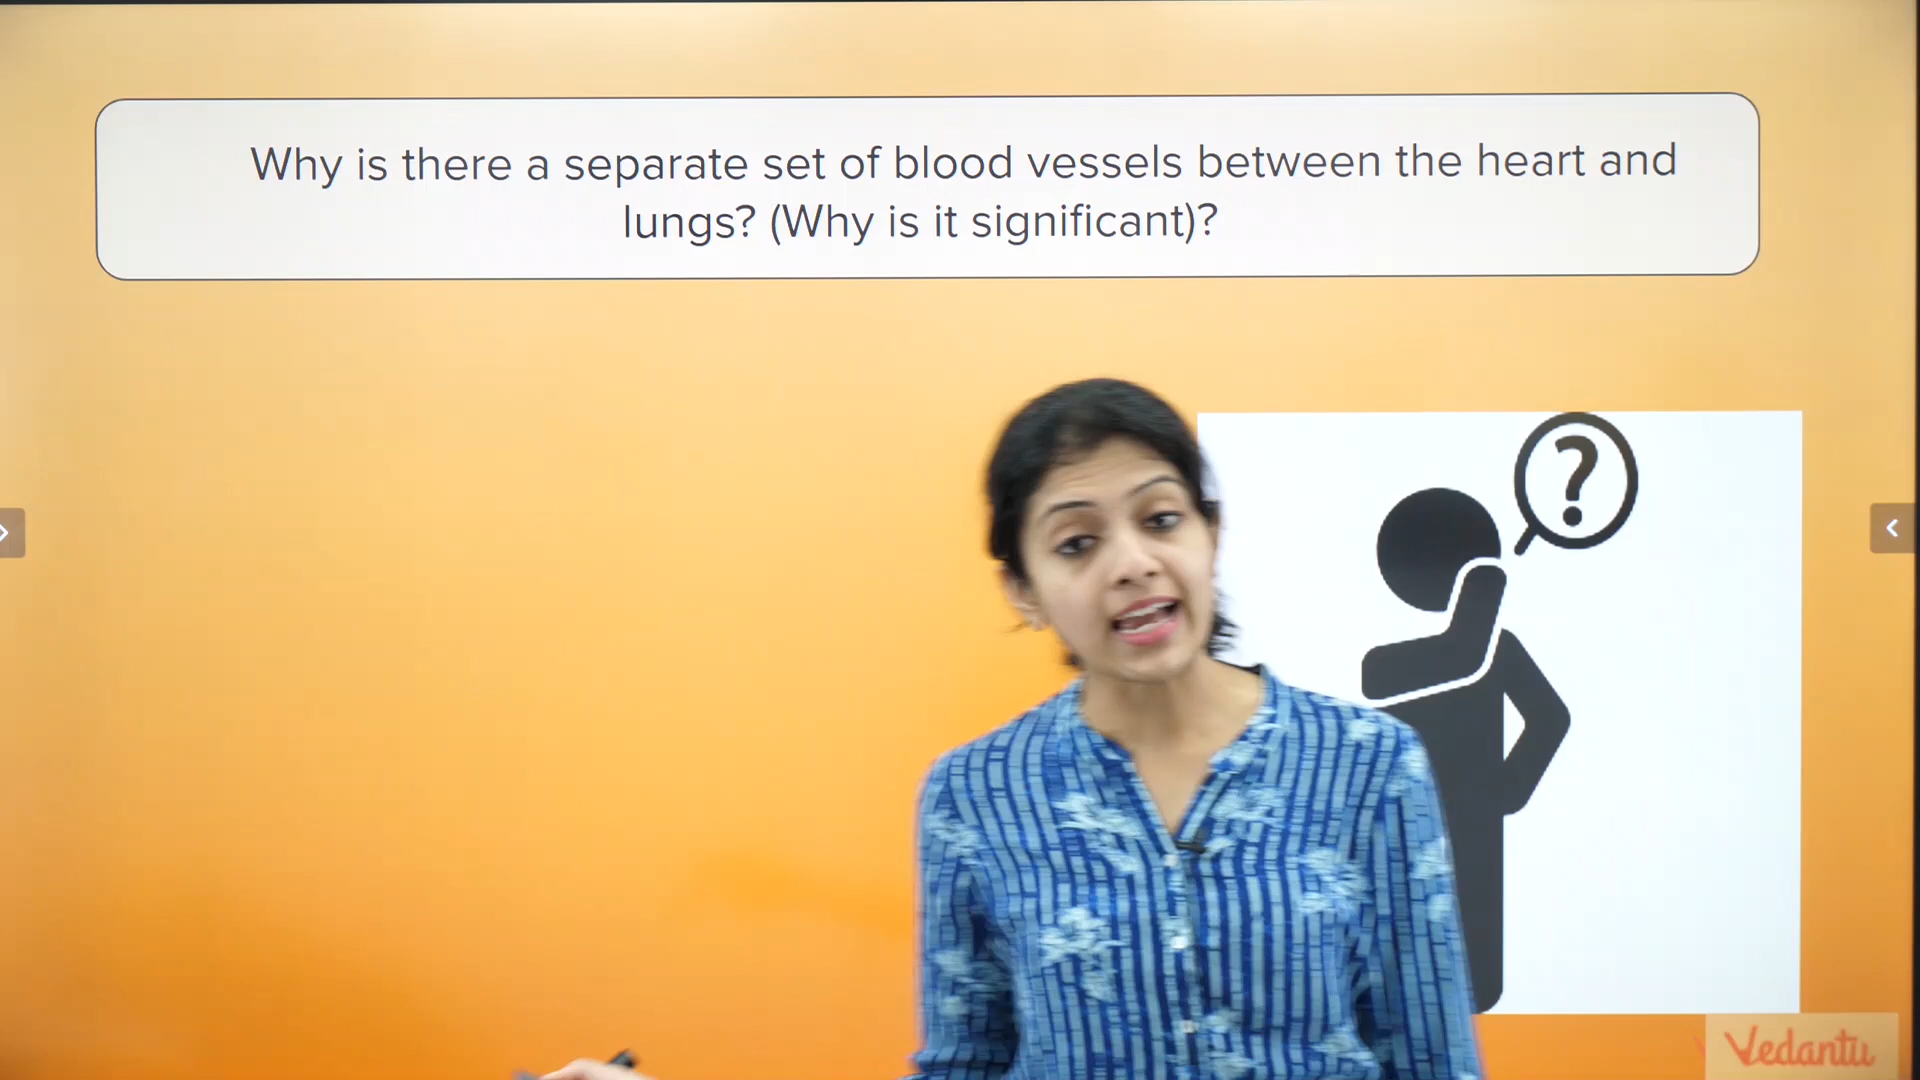 Why is there a separate set of blood vessels between the heart and
lungs? (Why is it significant)?
?
Vedantu